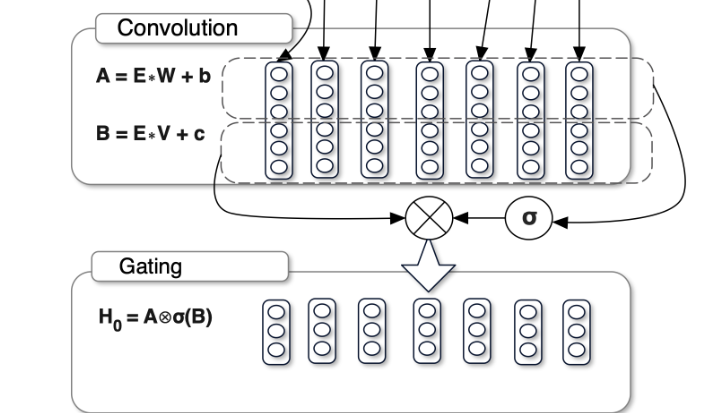 Convolution
A = E∗W + b
B = E∗V + c
σ
Gating
H₀ = A⊗σ(B)